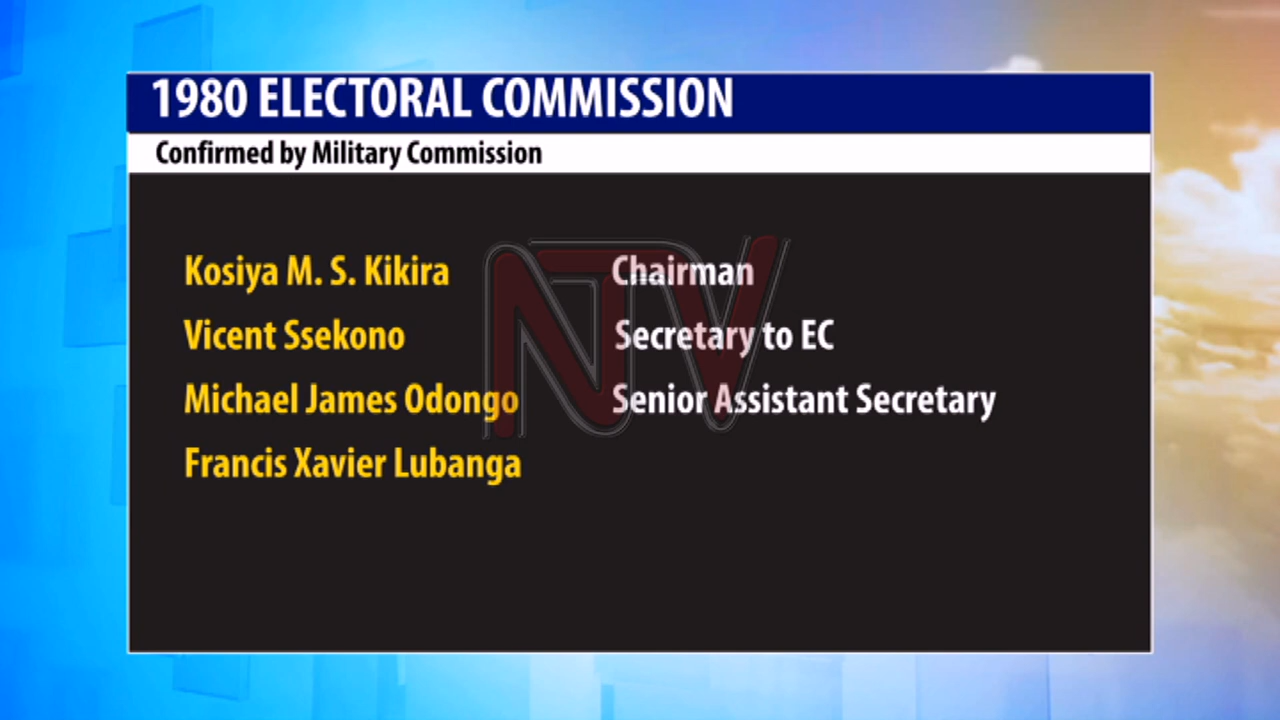 1980 ELECTORAL COMMISSION
Confirmed by Military Commission
Kosiya M. S. Kikira Chairman
Vicent Ssekono Secretary to EC
Michael James Odongo Senior Assistant Secretary
Francis Xavier Lubanga
NTV